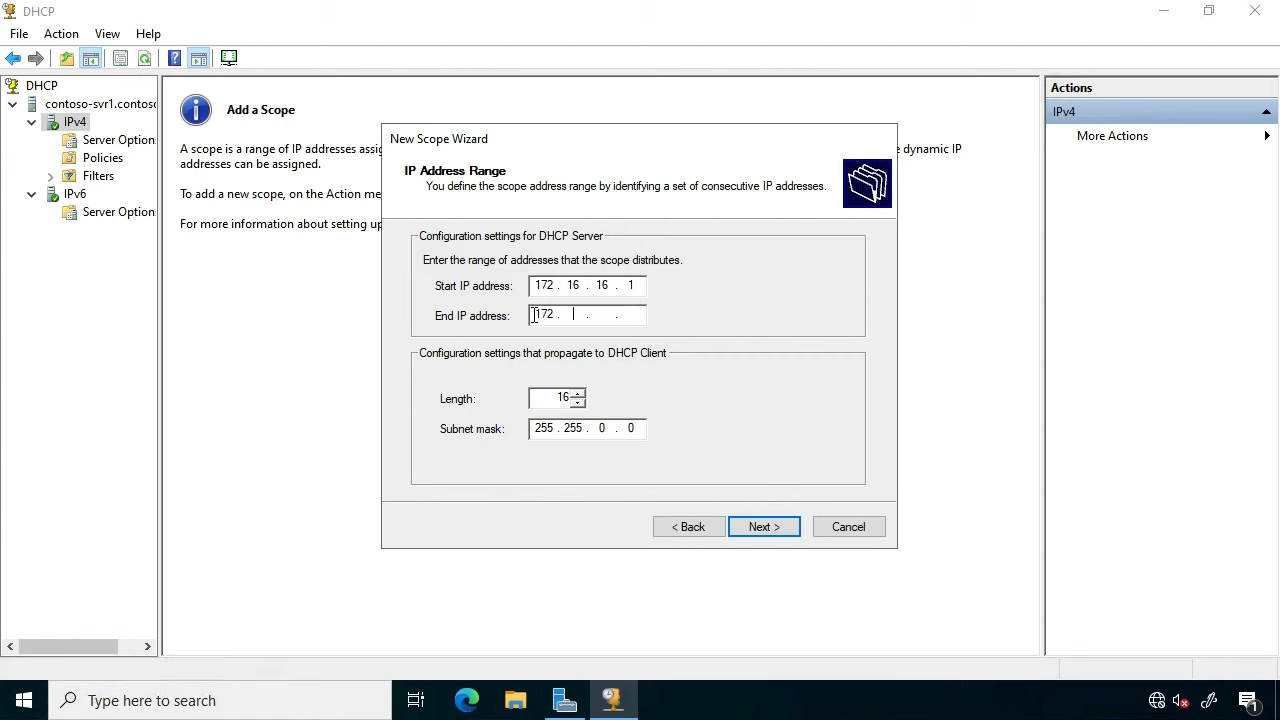 DHCP
File Action View Help
DHCP
contoso-svr1.contoso
IPv4
Server Option
Policies
Filters
IPv6
Server Option
Add a Scope
A scope is a range of IP addresses assig
e dynamic IP
addresses can be assigned.
To add a new scope, on the Action me
For more information about setting up
New Scope Wizard
IP Address Range
You define the scope address range by identifying a set of consecutive IP addresses.
Configuration settings for DHCP Server
Enter the range of addresses that the scope distributes.
Start IP address: 172 . 16 . 16 . 1
End IP address: 172 . . .
Configuration settings that propagate to DHCP Client
Length: 16
Subnet mask: 255 . 255 . 0 . 0
< Back Next > Cancel
Actions
IPv4
More Actions
Type here to search
1